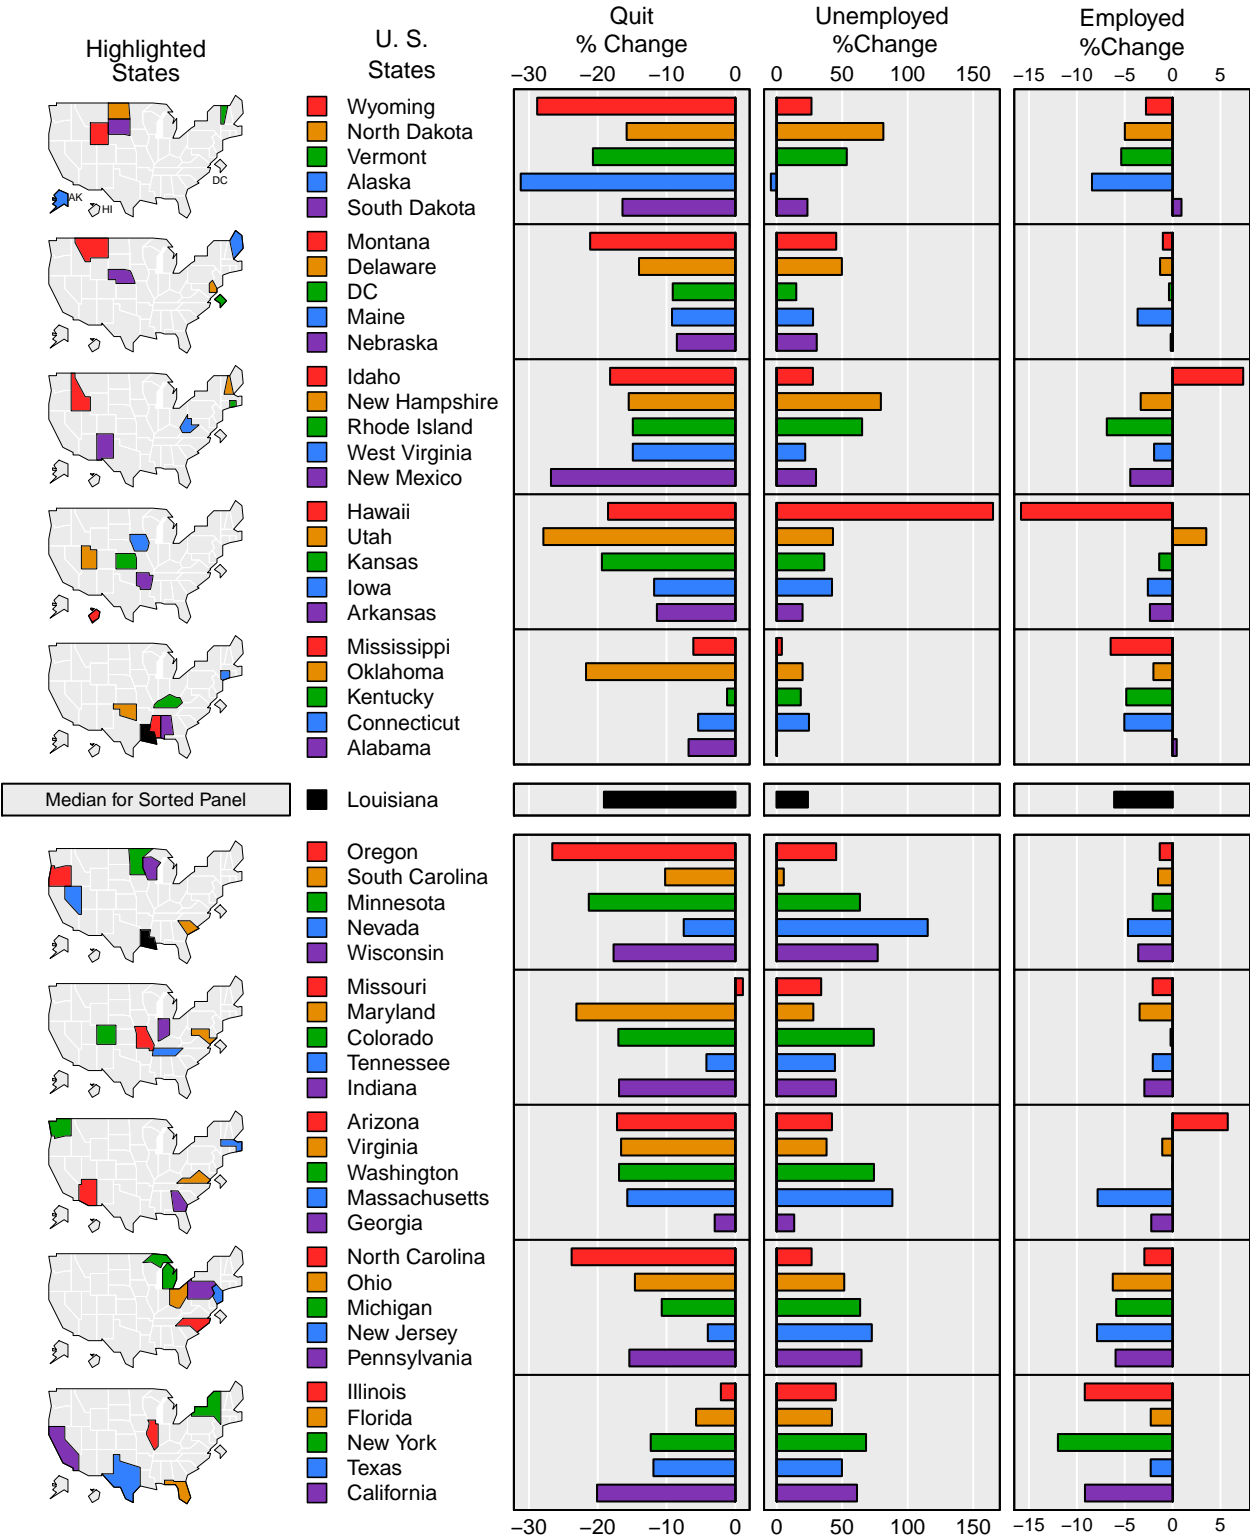 Highlighted
States
U. S.
States
Quit
% Change
Unemployed
%Change
Employed
%Change
−30 −20 −10 0
0 50 100 150
−15 −10 −5 0 5
Wyoming
North Dakota
Vermont
Alaska
South Dakota
AK
HI
DC
Montana
Delaware
DC
Maine
Nebraska
Idaho
New Hampshire
Rhode Island
West Virginia
New Mexico
Hawaii
Utah
Kansas
Iowa
Arkansas
Mississippi
Oklahoma
Kentucky
Connecticut
Alabama
Median for Sorted Panel
Louisiana
Oregon
South Carolina
Minnesota
Nevada
Wisconsin
Missouri
Maryland
Colorado
Tennessee
Indiana
Arizona
Virginia
Washington
Massachusetts
Georgia
North Carolina
Ohio
Michigan
New Jersey
Pennsylvania
Illinois
Florida
New York
Texas
California
−30 −20 −10 0
0 50 100 150
−15 −10 −5 0 5